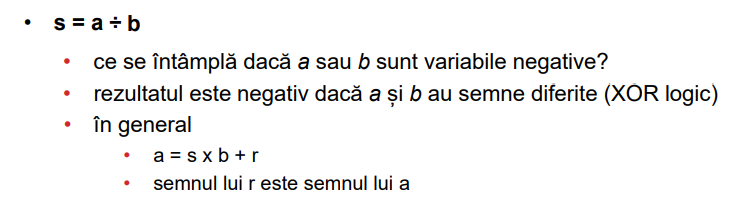 • s = a ÷ b
• ce se întâmplă dacă a sau b sunt variabile negative?
• rezultatul este negativ dacă a și b au semne diferite (XOR logic)
• în general
• a = s x b + r
• semnul lui r este semnul lui a